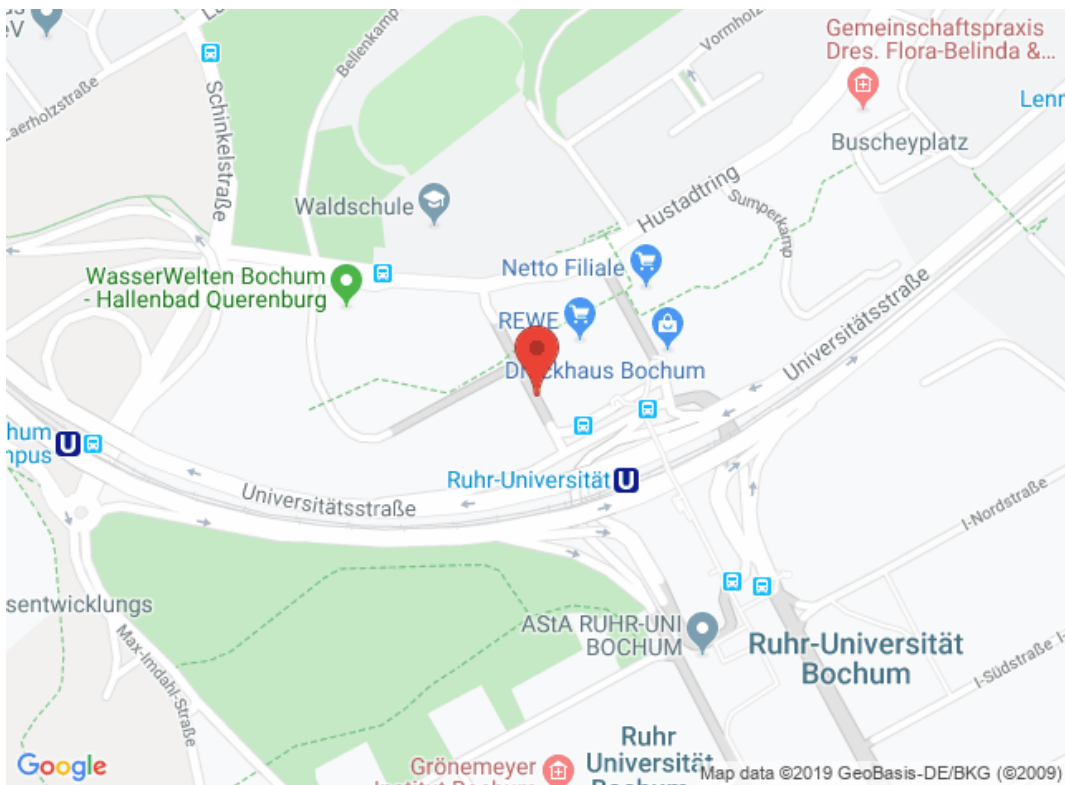 Gemeinschaftspraxis
Dres. Flora-Belinda &...
Bellenkamp
Laerholzstraße
Schinkelstraße
Buscheyplatz
Waldschule
Hustadtring
Sumperkamp
WasserWelten Bochum
- Hallenbad Querenburg
Netto Filiale
REWE
Bochum
Universitätsstraße
U
Ruhr-Universität U
Universitätsstraße
I-Nordstraße
AStA RUHR-UNI
BOCHUM
Ruhr-Universität
Bochum
Max-Imdahl-Straße
I-Südstraße
Ruhr
Universität
Grönemeyer
Google
Map data ©2019 GeoBasis-DE/BKG (©2009)